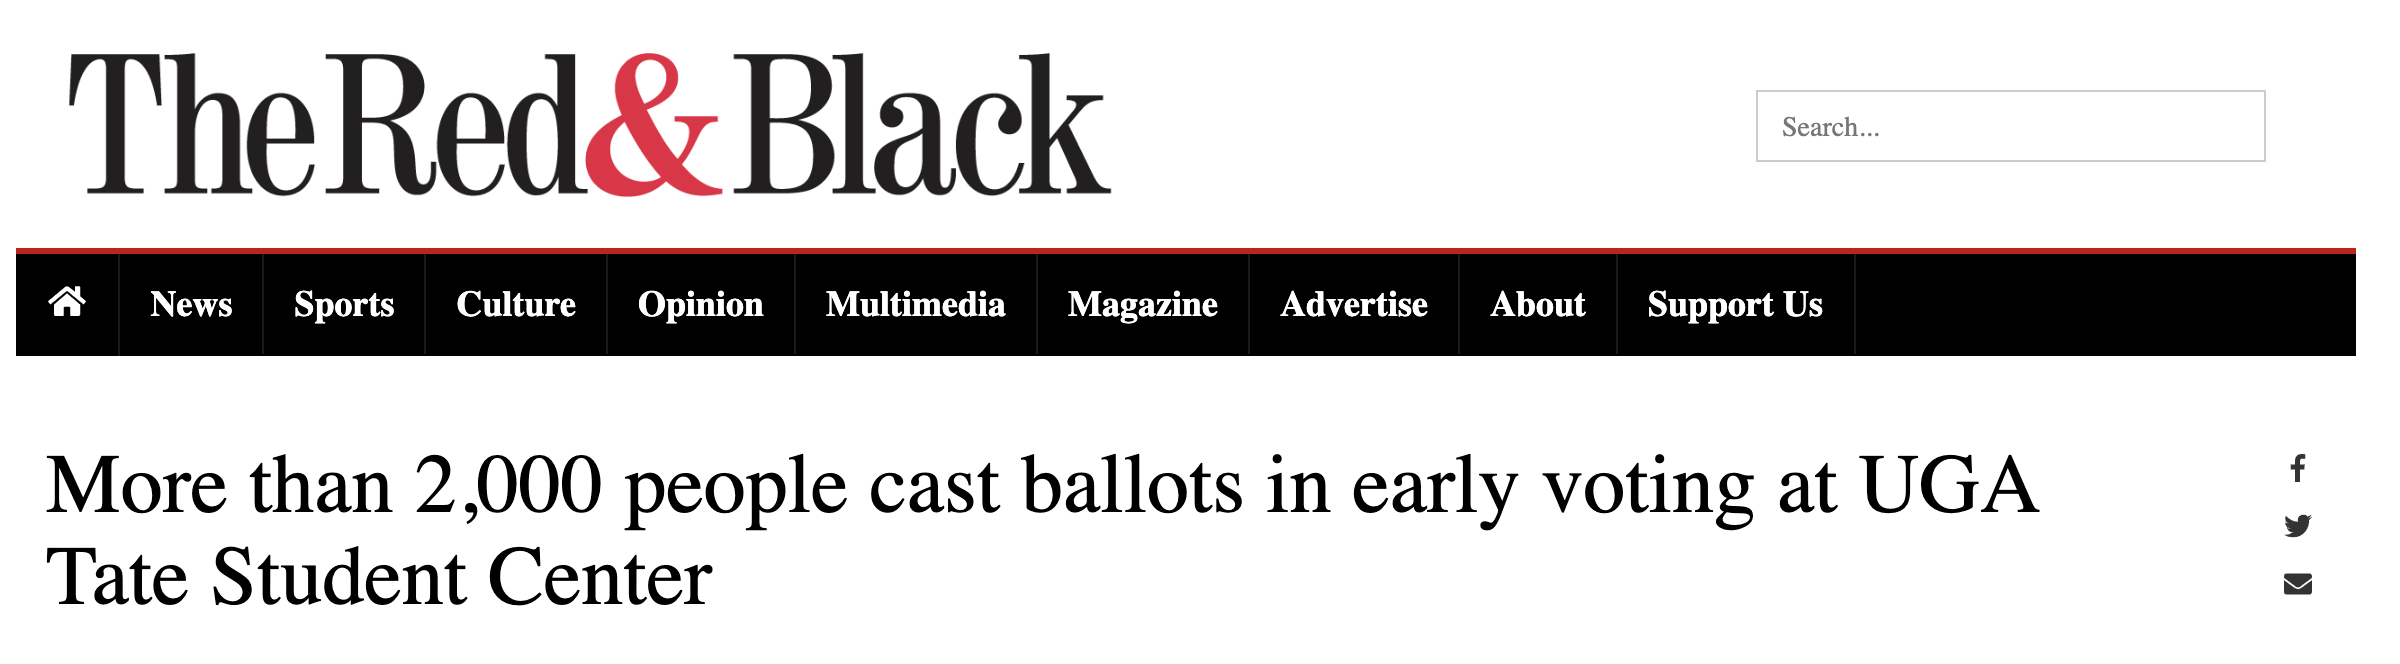 The Red & Black
Search...
News Sports Culture Opinion Multimedia Magazine Advertise About Support Us
More than 2,000 people cast ballots in early voting at UGA
Tate Student Center